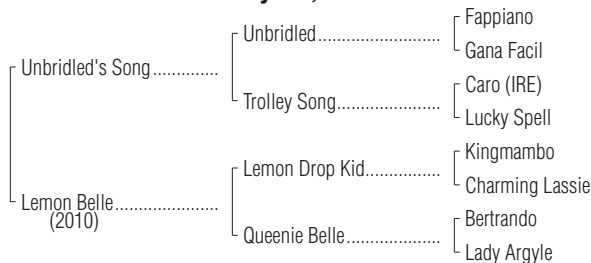 Fappiano
Unbridled..................
Gana Facil
Unbridled's Song..............
Caro (IRE)
Trolley Song...................
Lucky Spell
Kingmambo
Lemon Drop Kid..............
Charming Lassie
Lemon Belle....................
(2010)
Bertrando
Queenie Belle.................
Lady Argyle